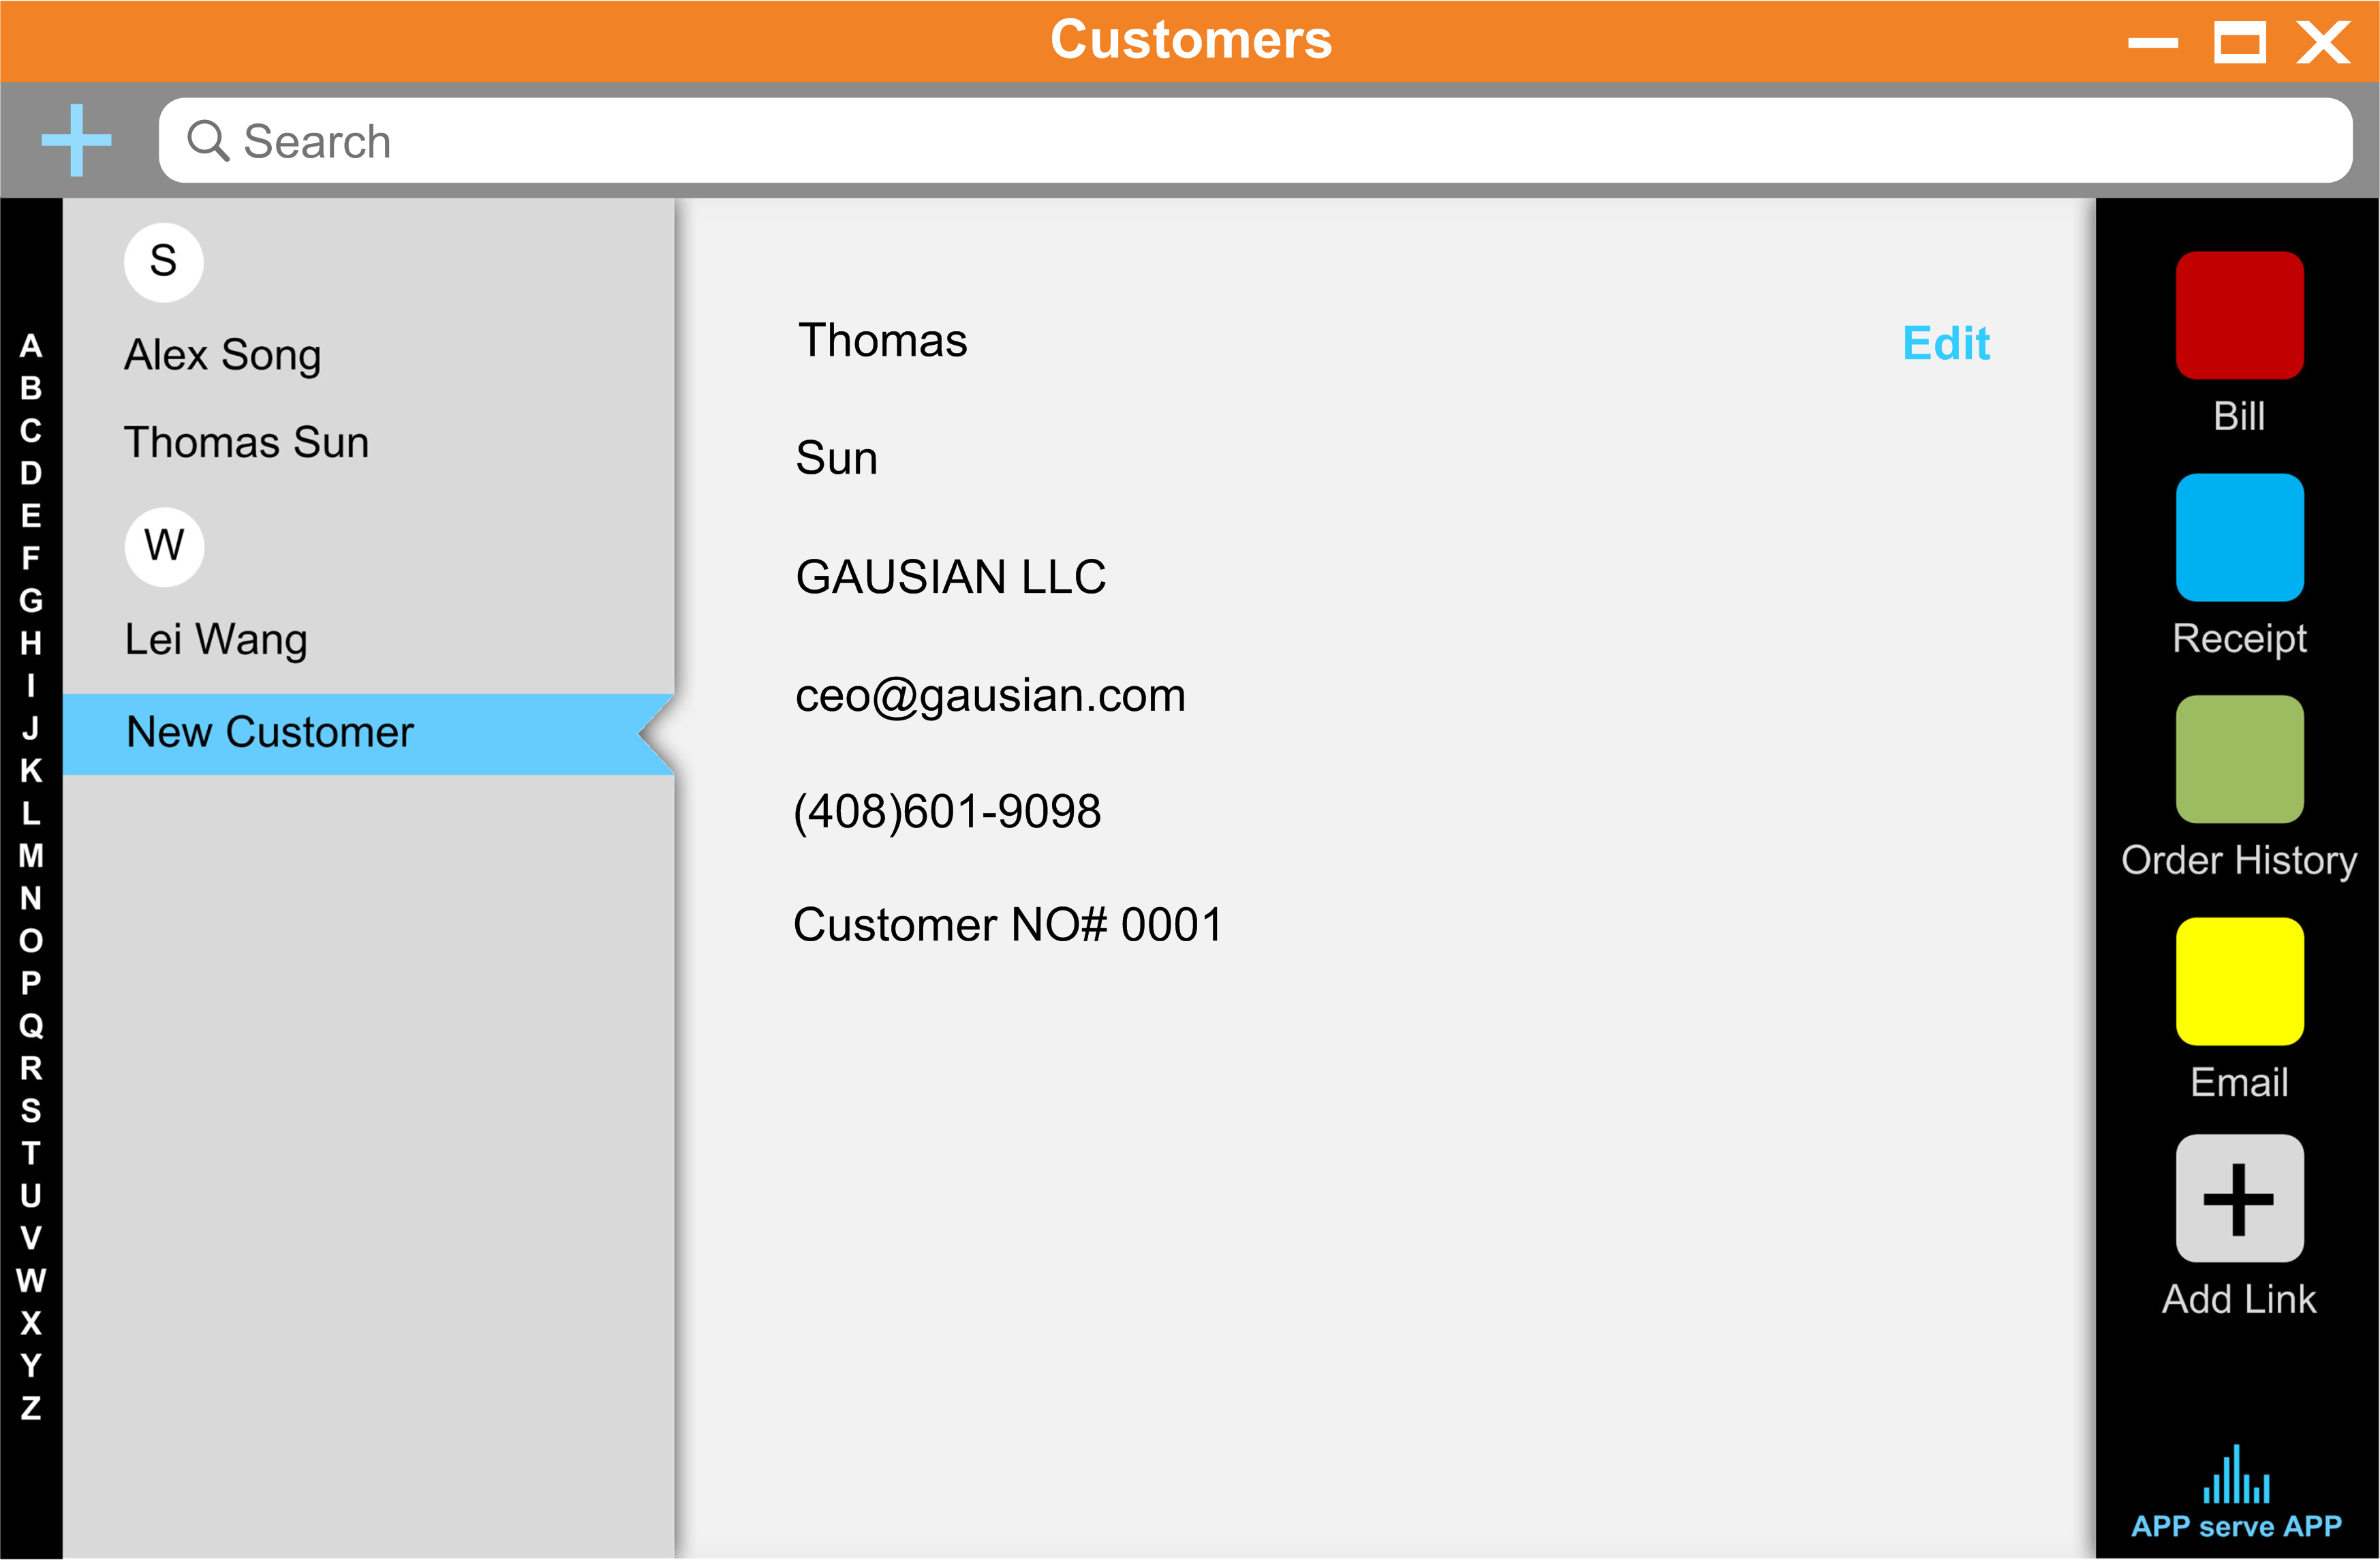 Customers
Search
A
B
C
D
E
F
G
H
I
J
K
L
M
N
O
P
Q
R
S
T
U
V
W
X
Y
Z
S
Alex Song
Thomas Sun
W
Lei Wang
New Customer
Thomas
Edit
Sun
GAUSIAN LLC
ceo@gausian.com
(408)601-9098
Customer NO# 0001
Bill
Receipt
Order History
Email
Add Link
APP serve APP